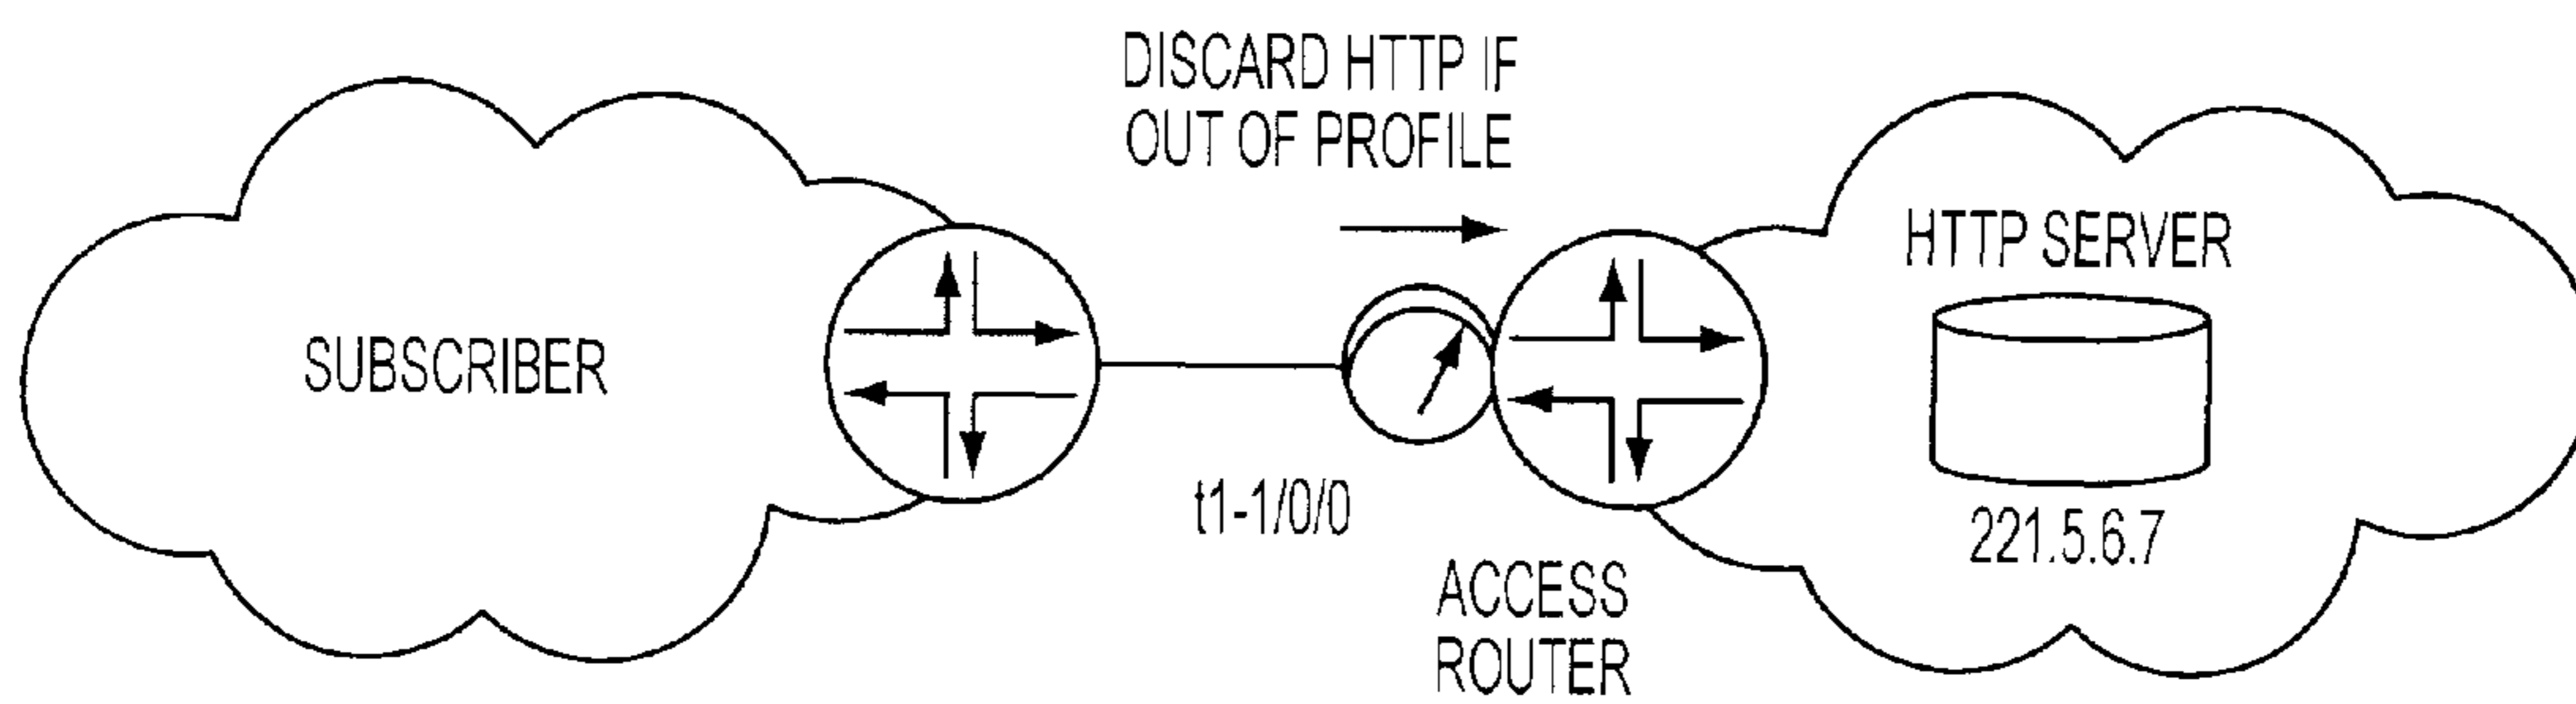 DISCARD HTTP IF
OUT OF PROFILE
HTTP SERVER
SUBSCRIBER
t1-1/0/0
221.5.6.7
ACCESS
ROUTER